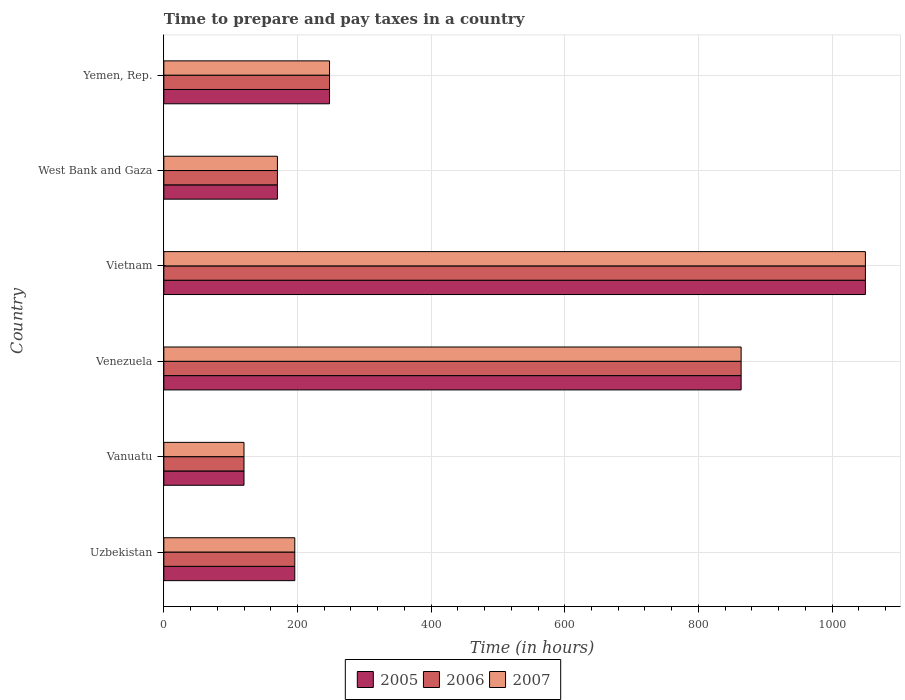 Time to prepare and pay taxes in a country
Yemen, Rep.
West Bank and Gaza
Vietnam
Venezuela
Vanuatu
Uzbekistan
Country
0 200 400 600 800 1000
Time (in hours)
2005 2006 2007